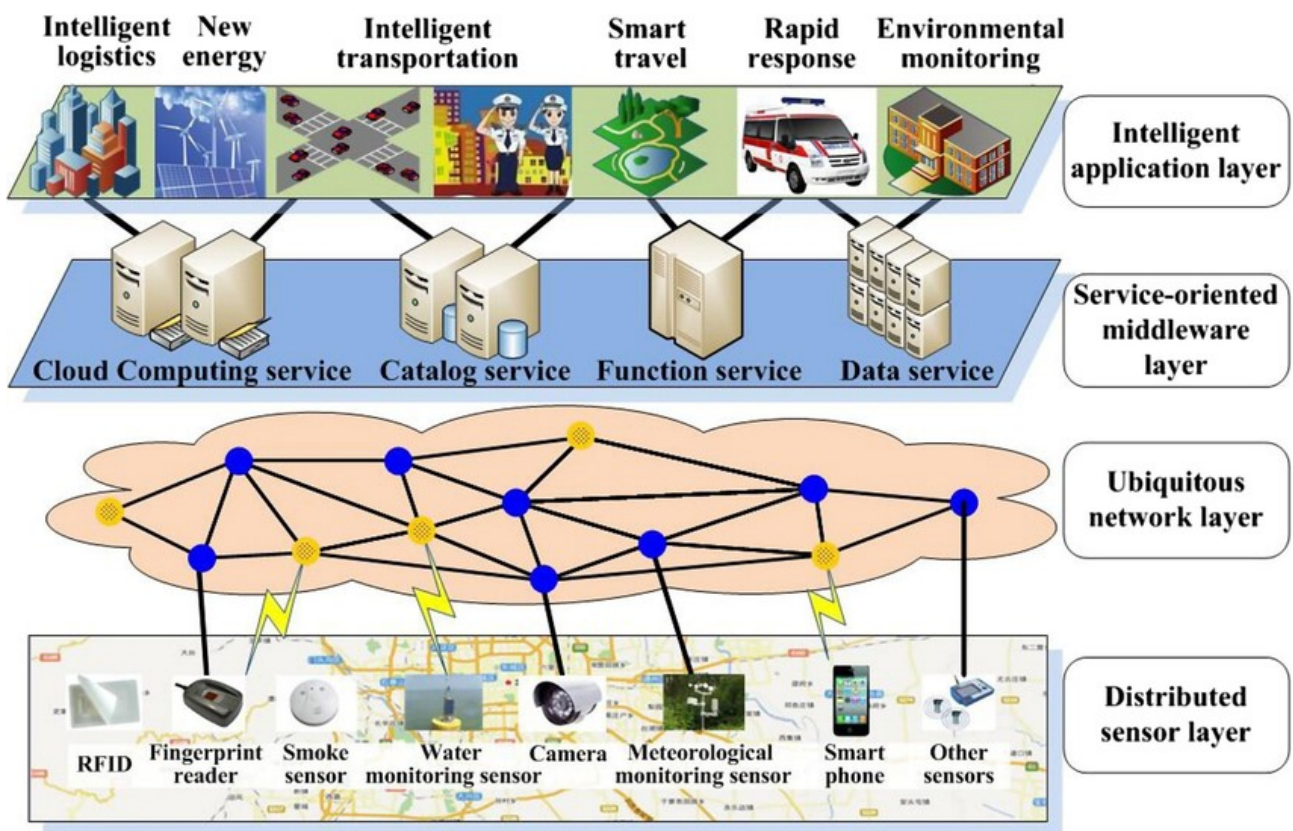 Intelligent
logistics
New
energy
Intelligent
transportation
Smart
travel
Rapid
response
Environmental
monitoring
Intelligent
application layer
Service-oriented
middleware
layer
Cloud Computing service
Catalog service
Function service
Data service
Ubiquitous
network layer
Distributed
sensor layer
RFID
Fingerprint
reader
Smoke
sensor
Water
monitoring sensor
Camera
Meteorological
monitoring sensor
Smart
phone
Other
sensors